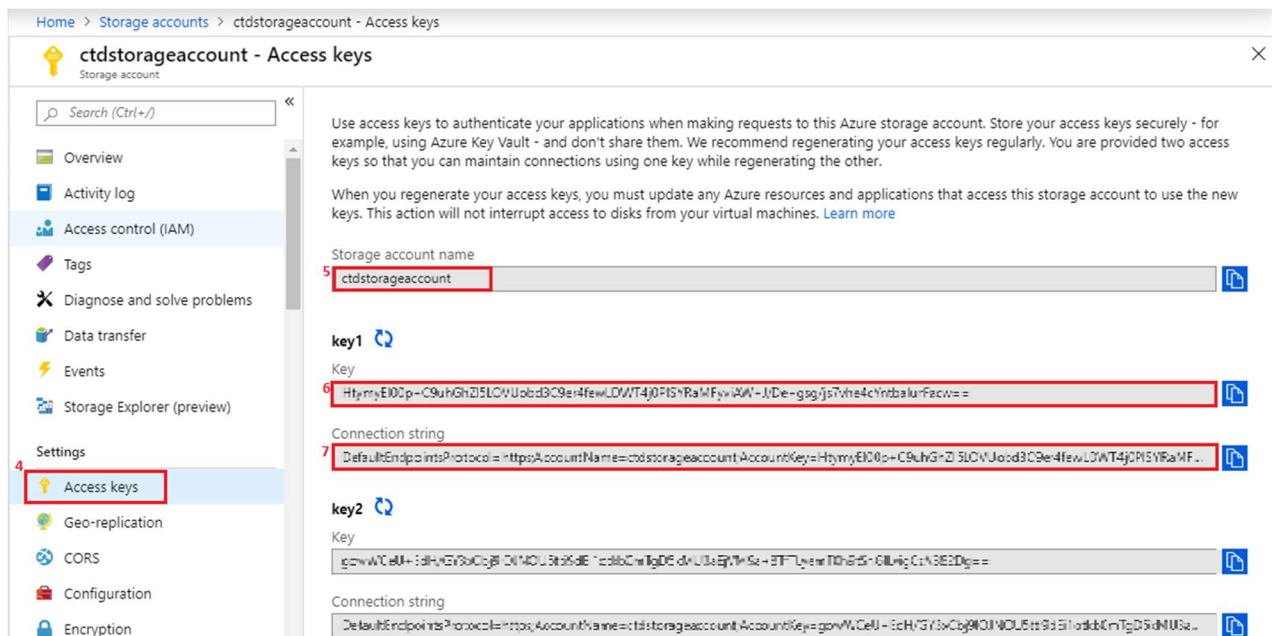 Home > Storage accounts > ctdstorageaccount - Access keys
ctdstorageaccount - Access keys
Storage account
Search (Ctrl+/)
«
Overview
Activity log
Access control (IAM)
Tags
Diagnose and solve problems
Data transfer
Events
Storage Explorer (preview)
Settings
4
Access keys
Geo-replication
CORS
Configuration
Encryption
Use access keys to authenticate your applications when making requests to this Azure storage account. Store your access keys securely - for
example, using Azure Key Vault - and don't share them. We recommend regenerating your access keys regularly. You are provided two access
keys so that you can maintain connections using one key while regenerating the other.
When you regenerate your access keys, you must update any Azure resources and applications that access this storage account to use the new
keys. This action will not interrupt access to disks from your virtual machines. Learn more
Storage account name
5
ctdstorageaccount
key1
Key
6
Connection string
7
key2
Key
Connection string